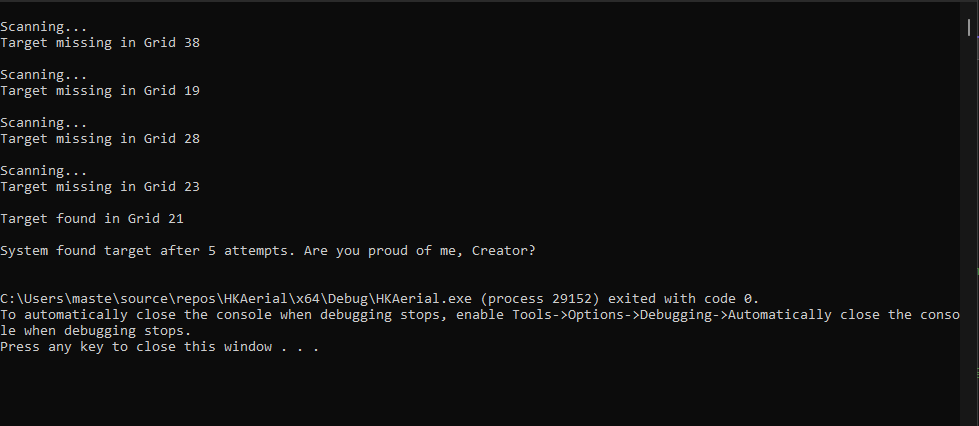 Scanning...
Target missing in Grid 38
Scanning...
Target missing in Grid 19
Scanning...
Target missing in Grid 28
Scanning...
Target missing in Grid 23
Target found in Grid 21
System found target after 5 attempts. Are you proud of me, Creator?
C:\Users\maste\source\repos\HKAerial\x64\Debug\HKAerial.exe (process 29152) exited with code 0.
To automatically close the console when debugging stops, enable Tools->Options->Debugging->Automatically close the conso
le when debugging stops.
Press any key to close this window . . .